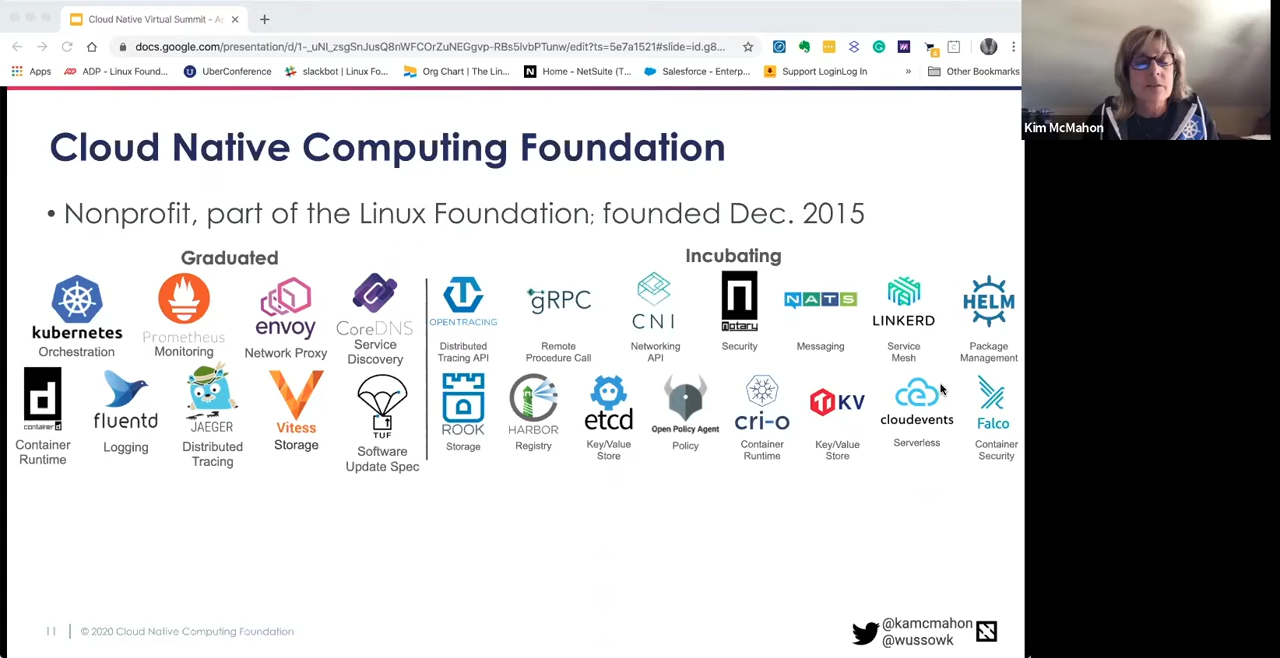 Cloud Native Virtual Summit - A
docs.google.com/presentation/d/1-_uNI_zsgSnJusQ8nWFCOrZuNEGgvp-RBs5IvbPTunw/edit?ts=5e7a1521#slide=id.g8...
Apps ADP - Linux Found... UberConference slackbot | Linux Fo... Org Chart | The Lin... Home - NetSuite (T... Salesforce - Enterp... Support LoginLog In » Other Bookmarks
Kim McMahon
Cloud Native Computing Foundation
• Nonprofit, part of the Linux Foundation; founded Dec. 2015
Graduated
Incubating
kubernetes
Orchestration
Prometheus
Monitoring
envoy
Network Proxy
CoreDNS
Service
Discovery
OPENTRACING
Distributed
Tracing API
gRPC
Remote
Procedure Call
CNI
Networking
API
notary
Security
NATS
Messaging
LINKERD
Service
Mesh
HELM
Package
Management
containerd
Container
Runtime
fluentd
Logging
JAEGER
Distributed
Tracing
Vitess
Storage
TUF
Software
Update Spec
ROOK
Storage
HARBOR
Registry
etcd
Key/Value
Store
Open Policy Agent
Policy
cri-o
Container
Runtime
TiKV
Key/Value
Store
cloudevents
Serverless
Falco
Container
Security
11 © 2020 Cloud Native Computing Foundation
@kamcmahon
@wussowk